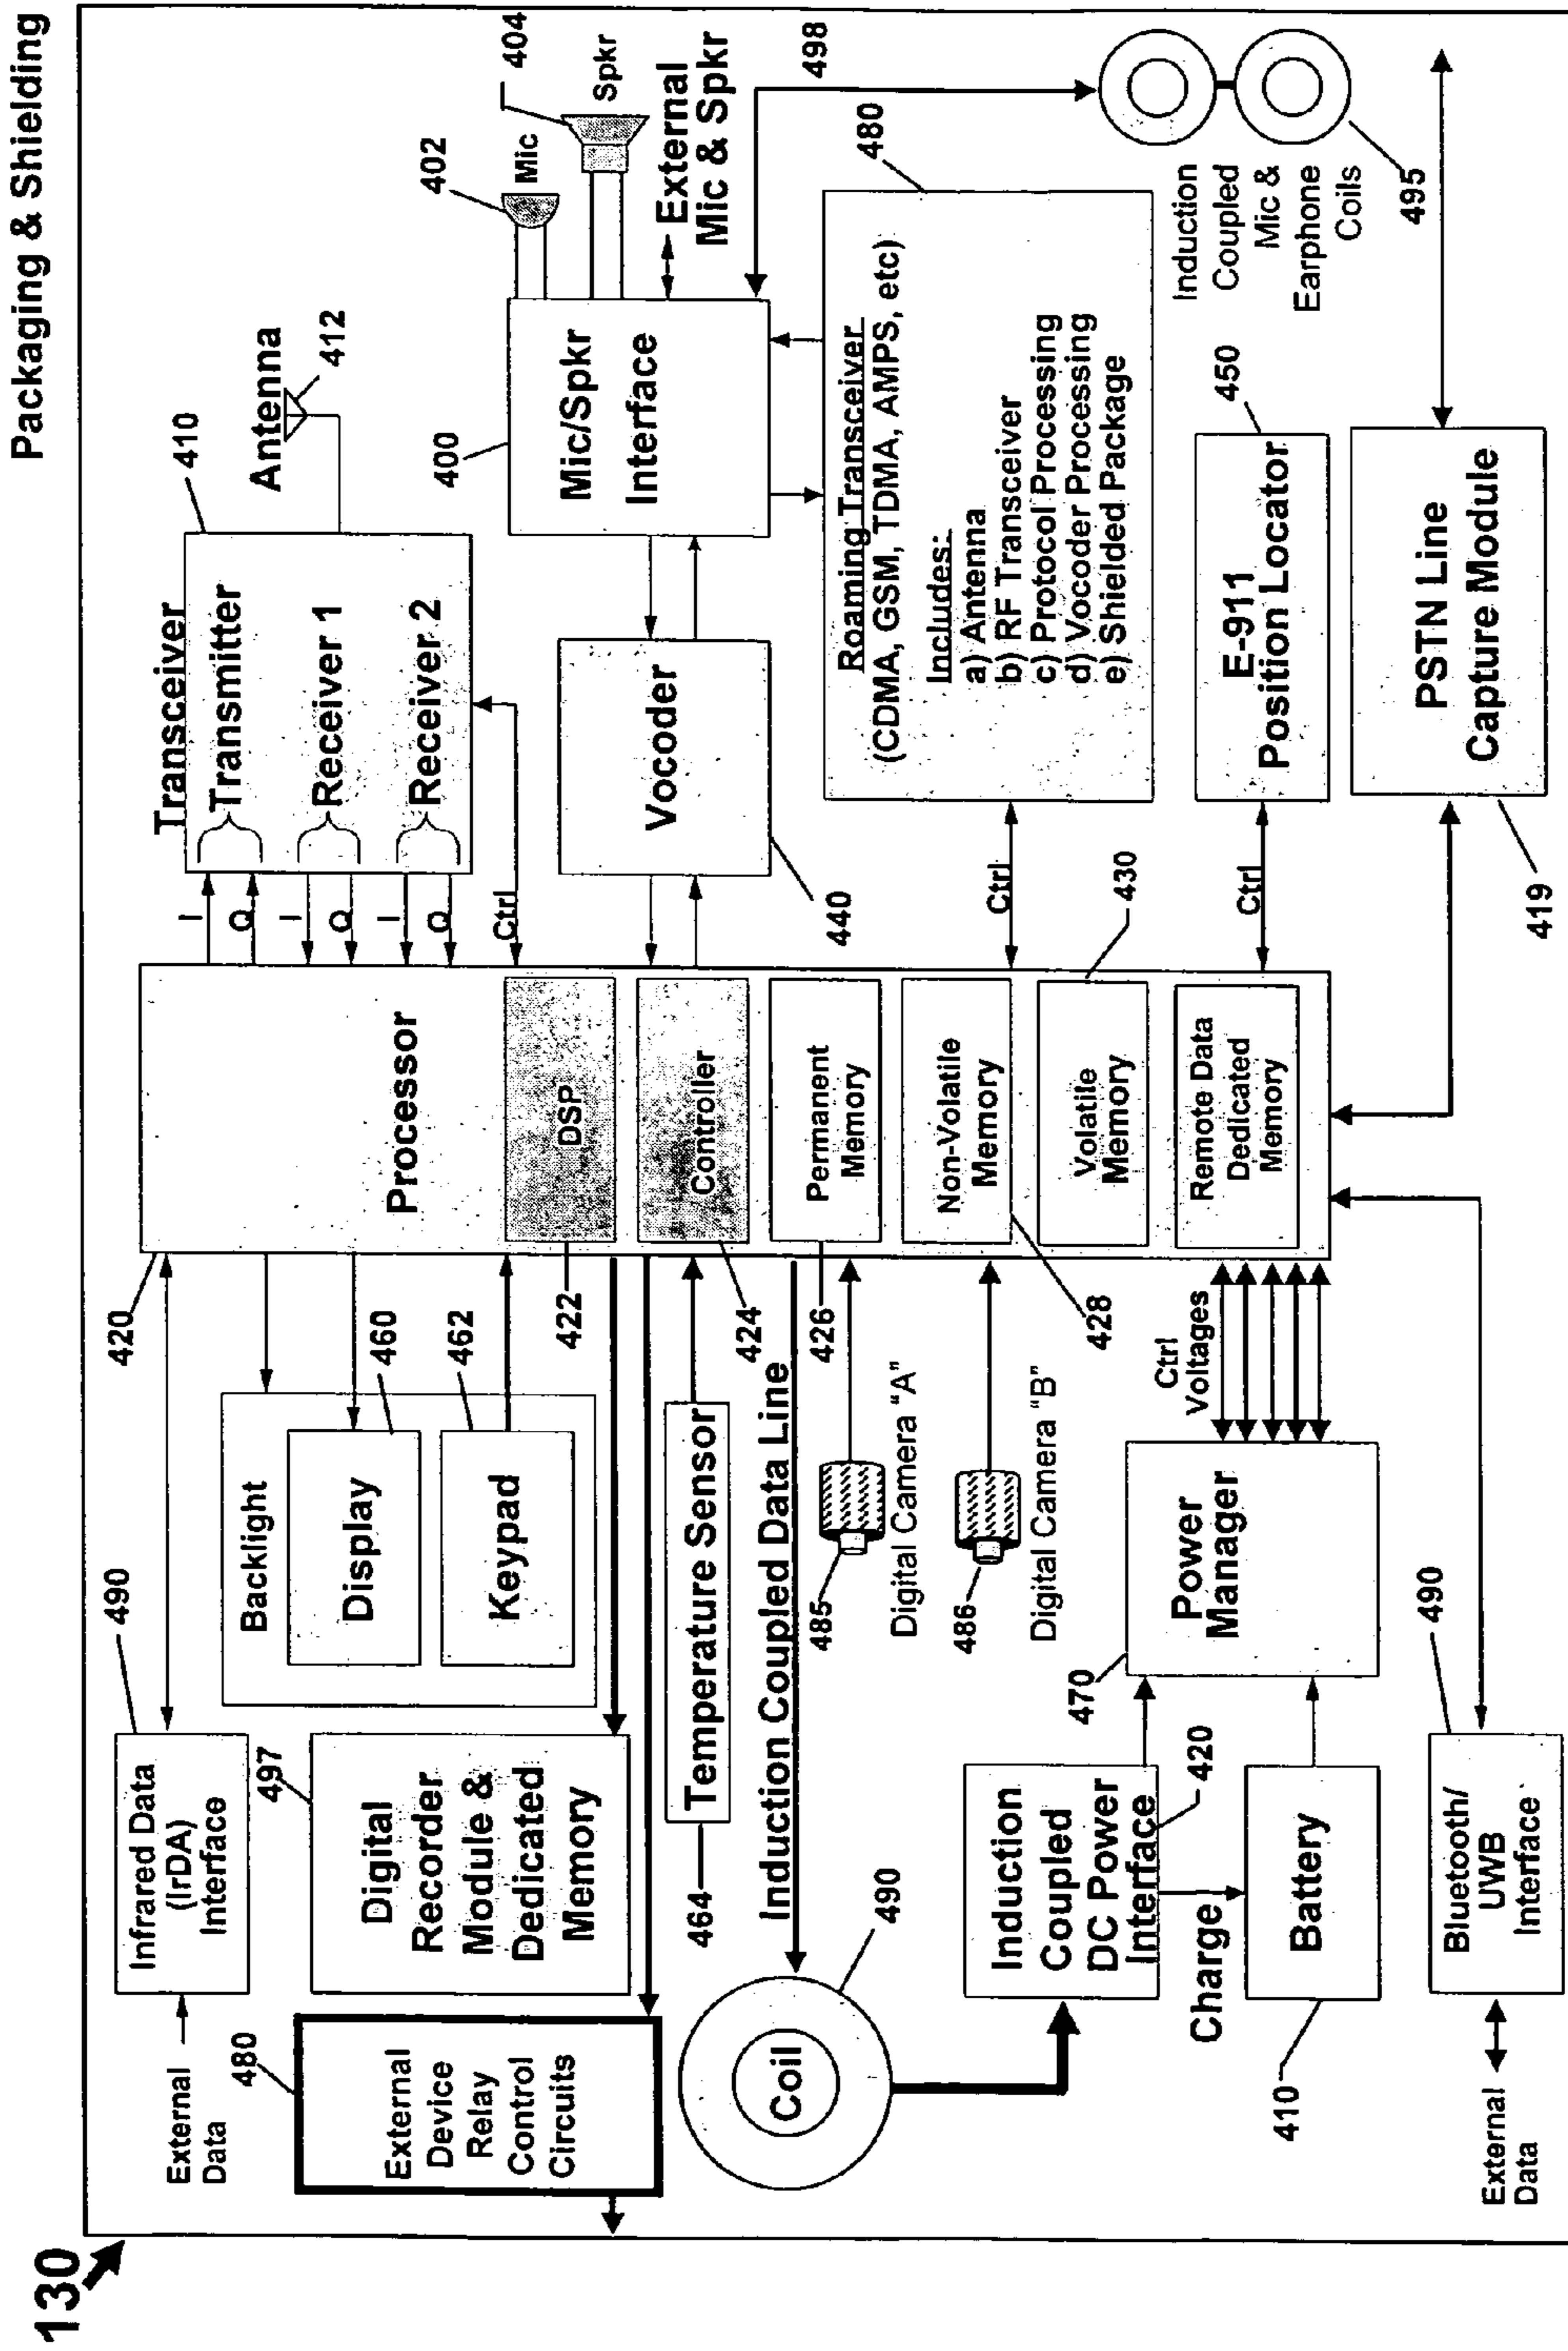 130
Packaging & Shielding
External
Data
Infrared Data
(IrDA)
Interface
490
420
Processor
Transceiver
410
Transmitter
Receiver 1
Receiver 2
I
Q
I
Q
I
Q
Ctrl
Antenna
412
Backlight
Display
460
Keypad
462
497
Digital
Recorder
Module &
Dedicated
Memory
480
External
Device
Relay
Control
Circuits
DSP
422
Controller
424
Permanent
Memory
426
Non-Volatile
Memory
428
Volatile
Memory
430
Remote Data
Dedicated
Memory
Vocoder
440
400
Mic/Spkr
Interface
402
Mic
404
Spkr
External
Mic & Spkr
498
464
Temperature Sensor
Induction Coupled Data Line
Coil
490
485
Digital Camera "A"
486
Digital Camera "B"
480
Roaming Transceiver
(CDMA, GSM, TDMA, AMPS, etc)
Includes:
a) Antenna
b) RF Transceiver
c) Protocol Processing
d) Vocoder Processing
e) Shielded Package
Ctrl
Induction
Coupled
Mic &
Earphone
Coils
495
Induction
Coupled
DC Power
Interface
420
Charge
Battery
410
470
Power
Manager
Ctrl
Voltages
Ctrl
E-911
Position Locator
450
PSTN Line
Capture Module
419
External
Data
Bluetooth/
UWB
Interface
490